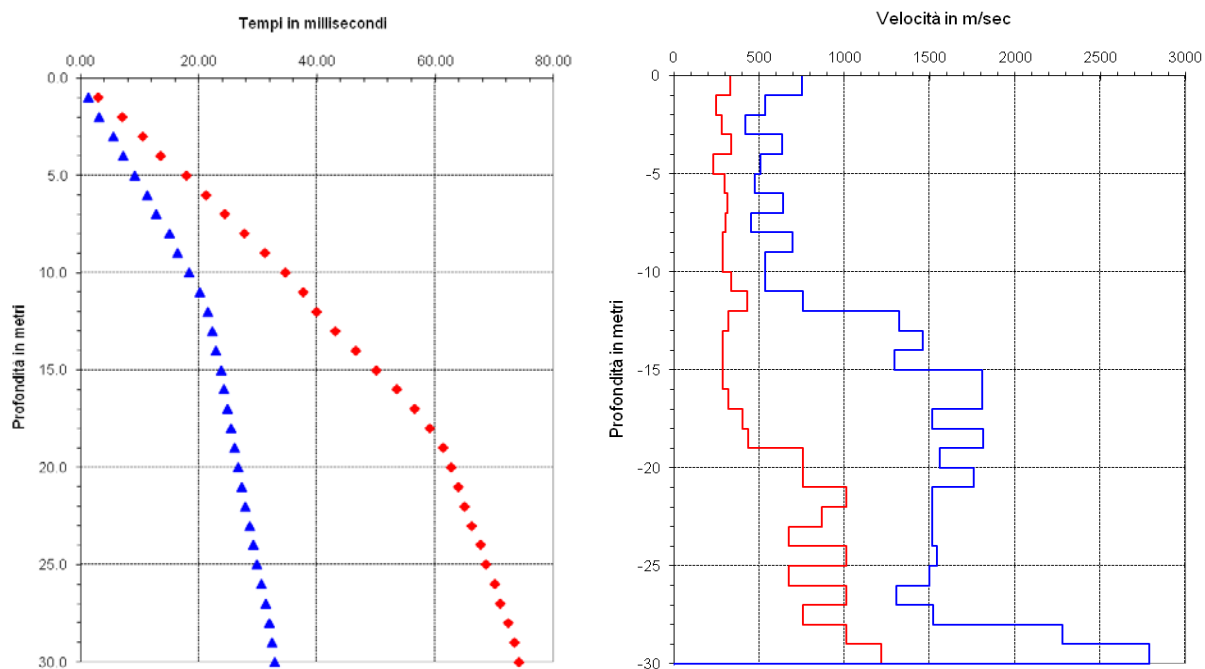 Tempi in millisecondi
0.00 20.00 40.00 60.00 80.00
0.0
5.0
10.0
15.0
20.0
25.0
30.0
Profondità in metri
Velocità in m/sec
0 500 1000 1500 2000 2500 3000
0
-5
-10
-15
-20
-25
-30
Profondità in metri